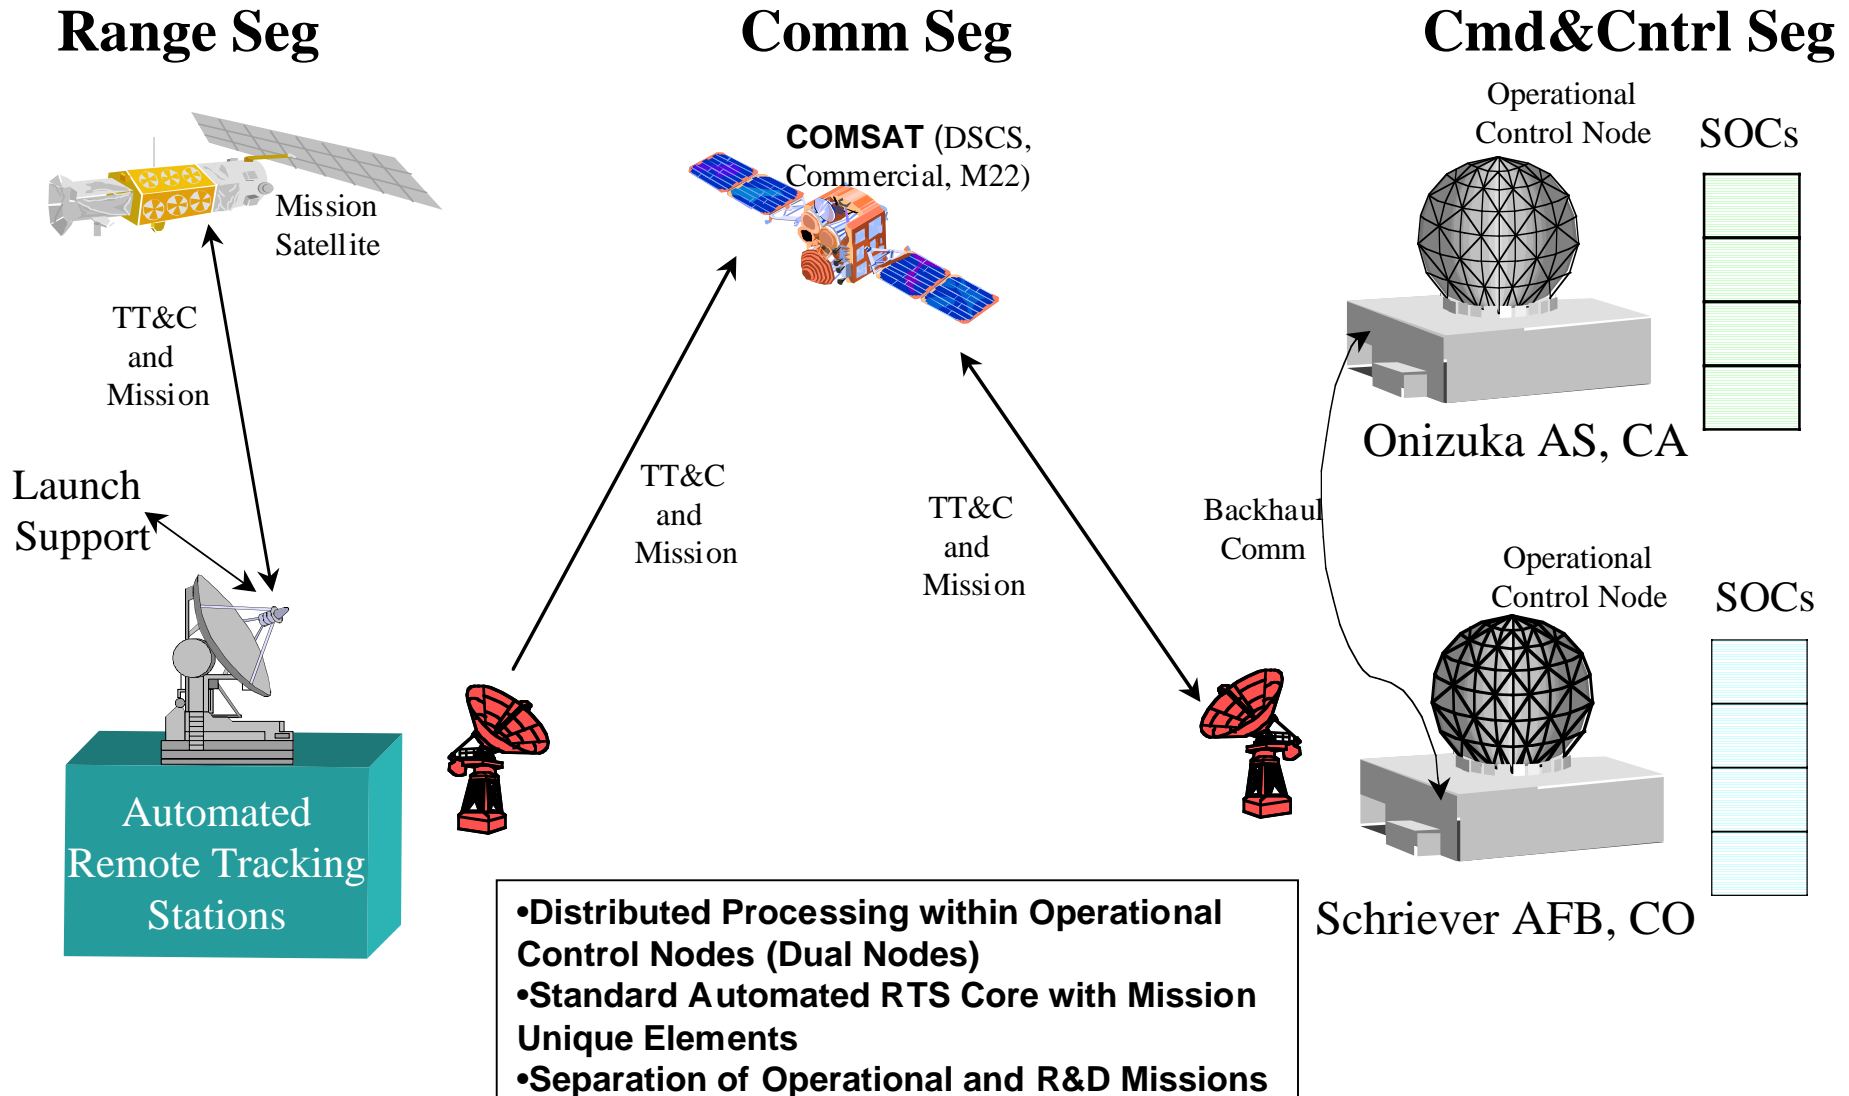 Range Seg
Comm Seg
Cmd&Cntrl Seg
Mission
Satellite
TT&C
and
Mission
Launch
Support
Automated
Remote Tracking
Stations
COMSAT (DSCS,
Commercial, M22)
TT&C
and
Mission
TT&C
and
Mission
Operational
Control Node
SOCs
Onizuka AS, CA
Backhaul
Comm
Operational
Control Node
SOCs
Schriever AFB, CO
•Distributed Processing within Operational
Control Nodes (Dual Nodes)
•Standard Automated RTS Core with Mission
Unique Elements
•Separation of Operational and R&D Missions